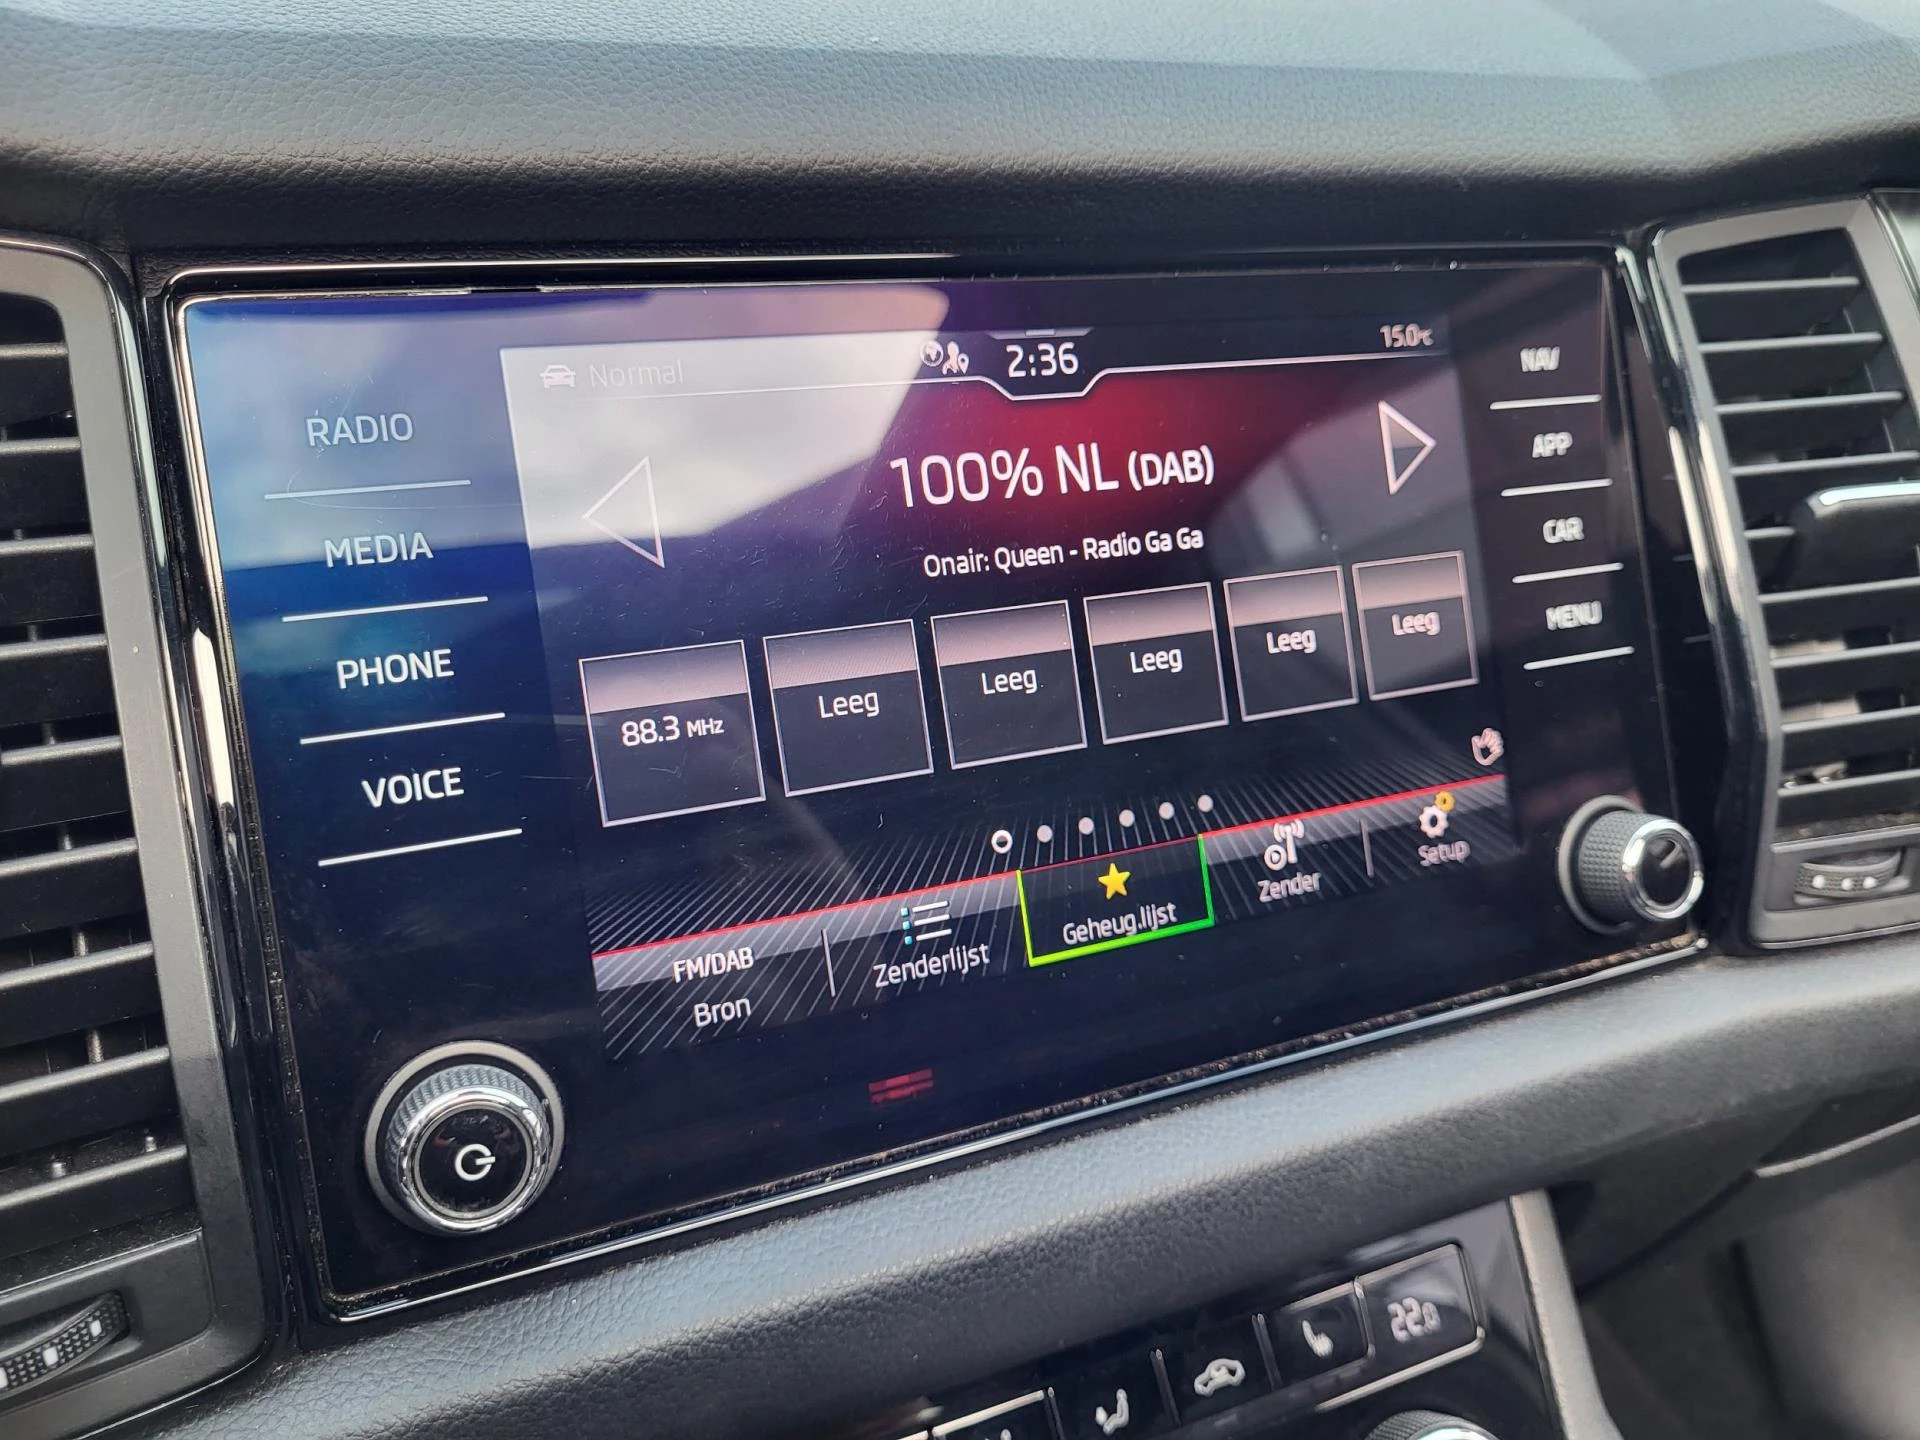 Normal
2:36
15.0°C
RADIO
MEDIA
PHONE
VOICE
100% NL (DAB)
Onair: Queen - Radio Ga Ga
88.3 MHz
Leeg
Leeg
Leeg
Leeg
Leeg
FM/DAB
Bron
Zenderlijst
Geheug.lijst
Zender
Setup
NAV
APP
CAR
MENU
22.0